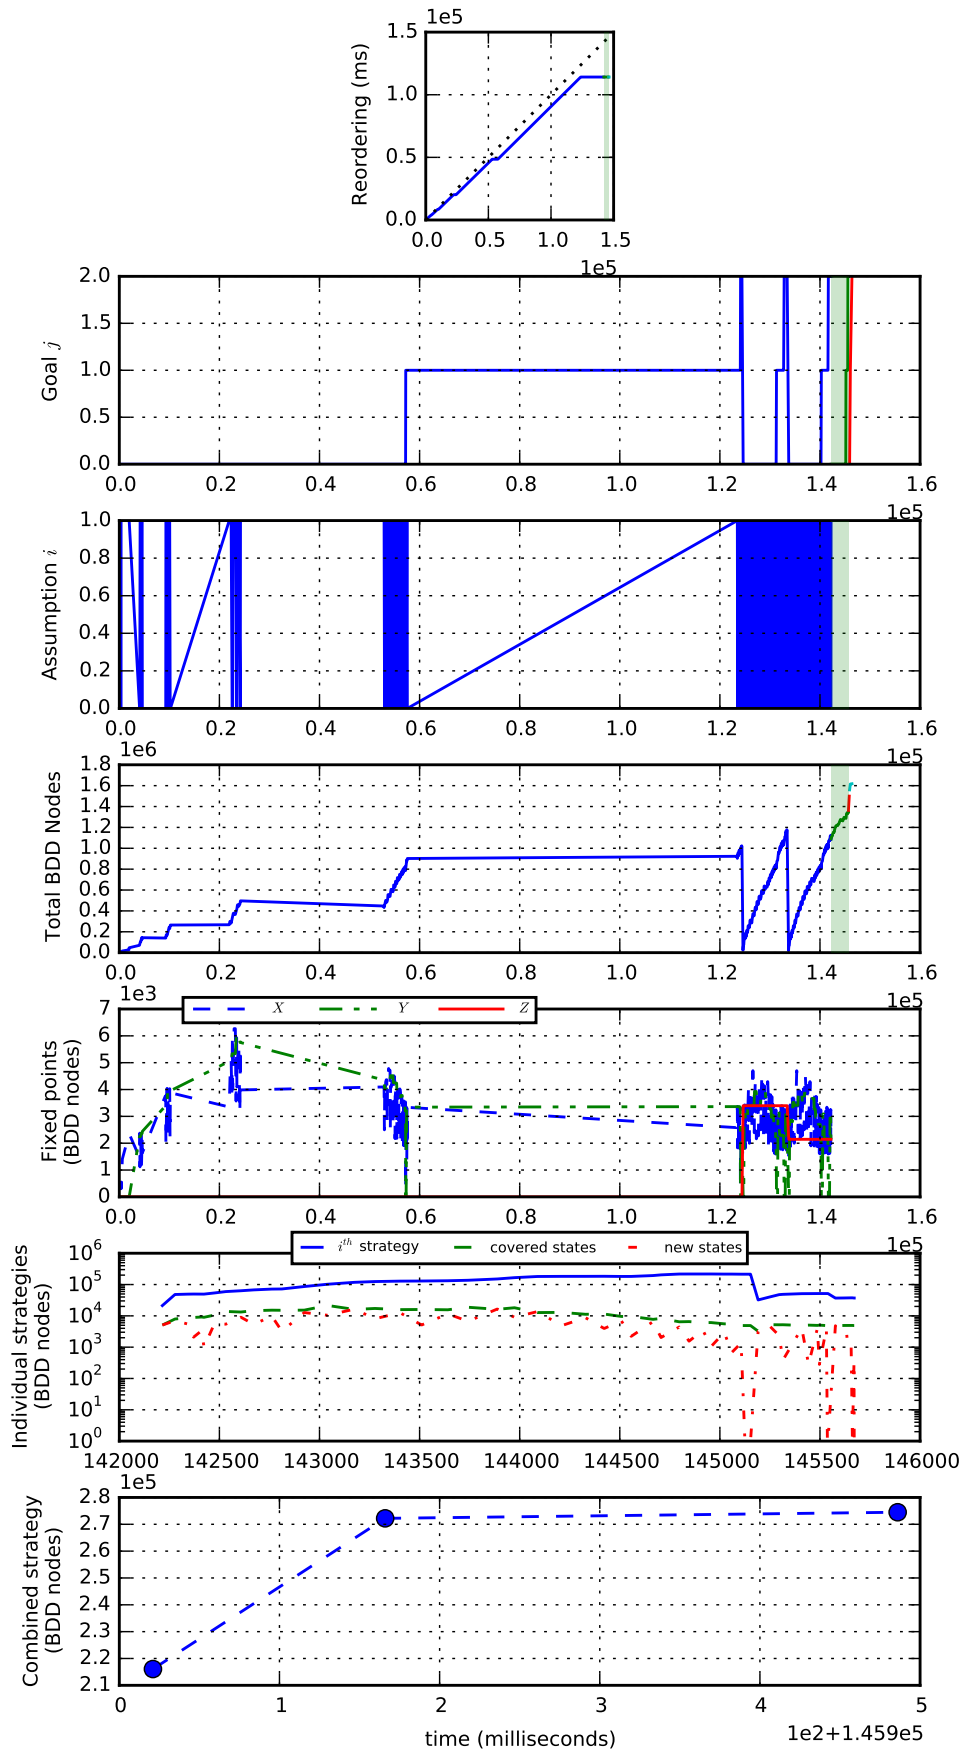 1e5
Reordering (ms)
1.5
1.0
0.5
0.0
0.0 0.5 1.0 1.5
1e5
Goal j
2.0
1.5
1.0
0.5
0.0
0.0 0.2 0.4 0.6 0.8 1.0 1.2 1.4 1.6
1e5
Assumption i
1.0
0.8
0.6
0.4
0.2
0.0
0.0 0.2 0.4 0.6 0.8 1.0 1.2 1.4 1.6
1e5
1e6
Total BDD Nodes
1.8
1.6
1.4
1.2
1.0
0.8
0.6
0.4
0.2
0.0
0.0 0.2 0.4 0.6 0.8 1.0 1.2 1.4 1.6
1e5
1e3
X Y Z
Fixed points
(BDD nodes)
7
6
5
4
3
2
1
0
0.0 0.2 0.4 0.6 0.8 1.0 1.2 1.4 1.6
1e5
i^th strategy covered states new states
Individual strategies
(BDD nodes)
10^6
10^5
10^4
10^3
10^2
10^1
10^0
142000 142500 143000 143500 144000 144500 145000 145500 146000
1e5
Combined strategy
(BDD nodes)
2.8
2.7
2.6
2.5
2.4
2.3
2.2
2.1
0 1 2 3 4 5
time (milliseconds)
1e2+1.459e5